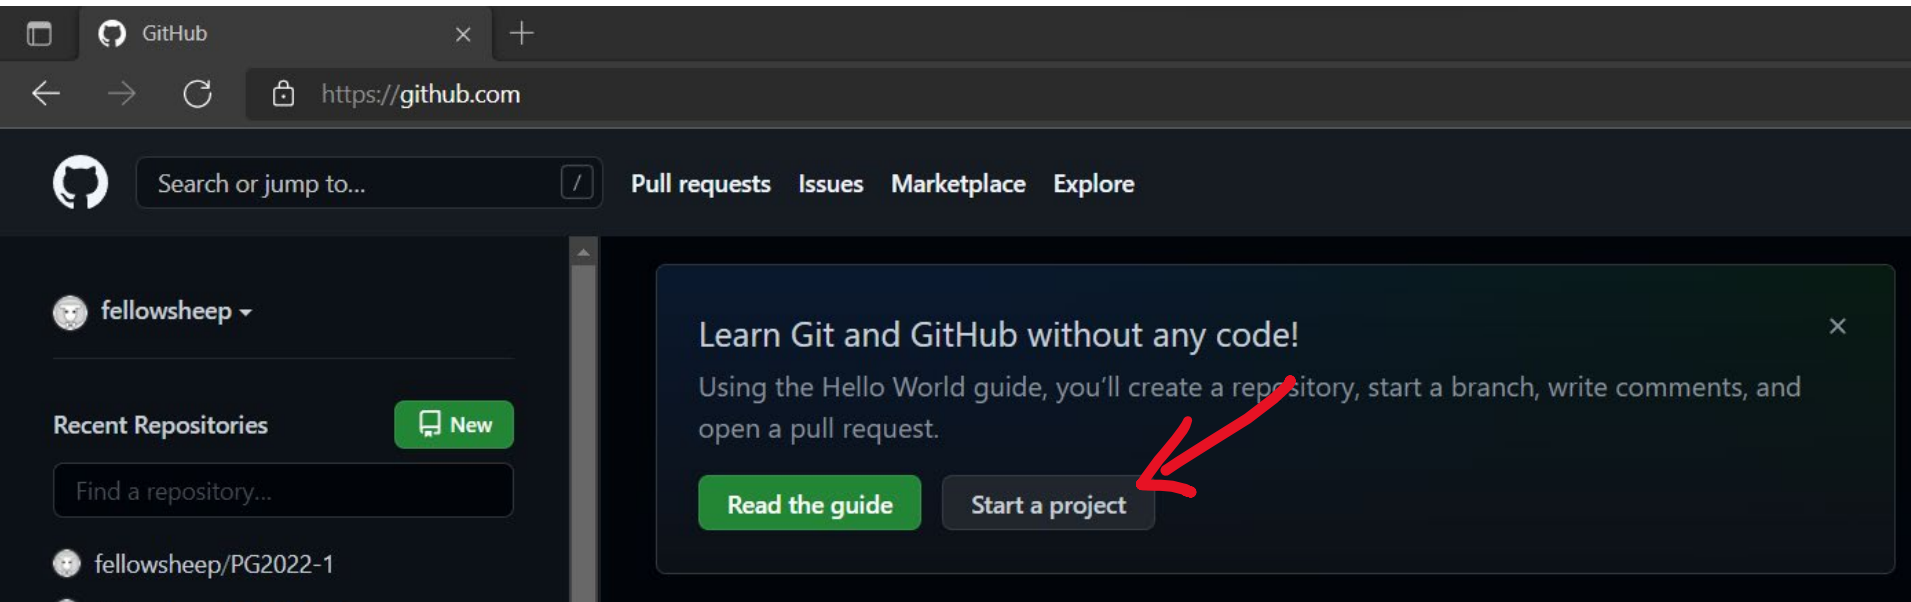 GitHub
https://github.com
Search or jump to... /
Pull requests Issues Marketplace Explore
fellowsheep
Recent Repositories
New
Find a repository...
fellowsheep/PG2022-1
Learn Git and GitHub without any code!
Using the Hello World guide, you'll create a repository, start a branch, write comments, and
open a pull request.
Read the guide
Start a project